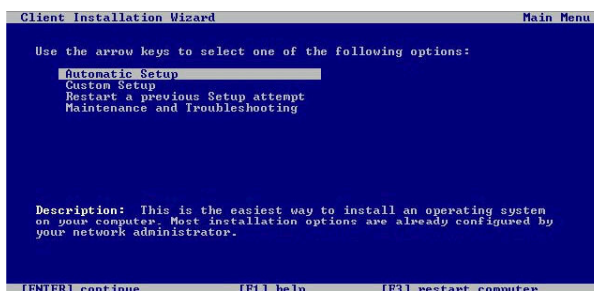 Client Installation Wizard Main Menu
Use the arrow keys to select one of the following options:
Automatic Setup
Custom Setup
Restart a previous Setup attempt
Maintenance and Troubleshooting
Description: This is the easiest way to install an operating system
on your computer. Most installation options are already configured by
your network administrator.
[ENTER] continue [F1] help [F3] restart computer